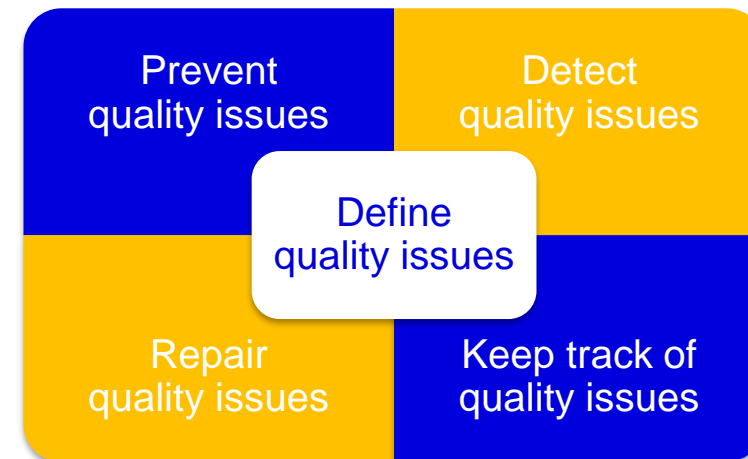 Prevent
quality issues
Detect
quality issues
Define
quality issues
Repair
quality issues
Keep track of
quality issues